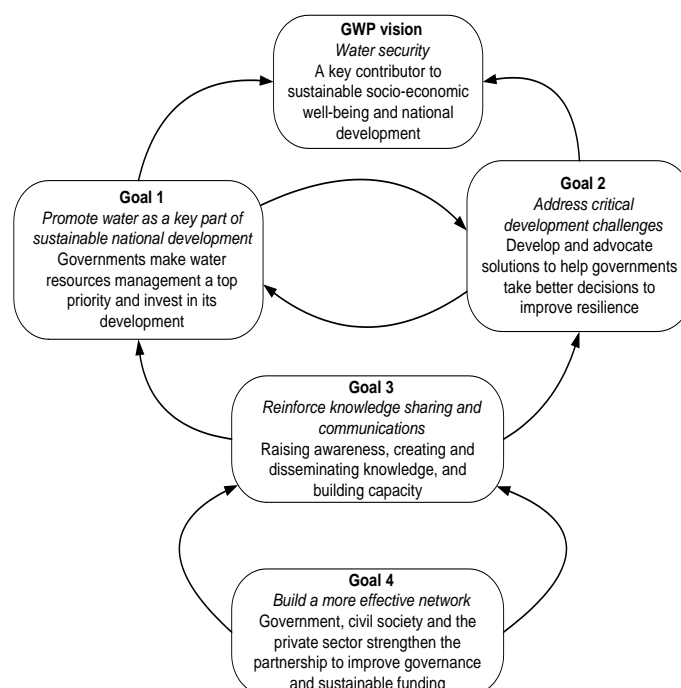 GWP vision
Water security
A key contributor to
sustainable socio-economic
well-being and national
development
Goal 1
Promote water as a key part of
sustainable national development
Governments make water
resources management a top
priority and invest in its
development
Goal 2
Address critical
development challenges
Develop and advocate
solutions to help governments
take better decisions to
improve resilience
Goal 3
Reinforce knowledge sharing and
communications
Raising awareness, creating and
disseminating knowledge, and
building capacity
Goal 4
Build a more effective network
Government, civil society and the
private sector strengthen the
partnership to improve governance
and sustainable funding